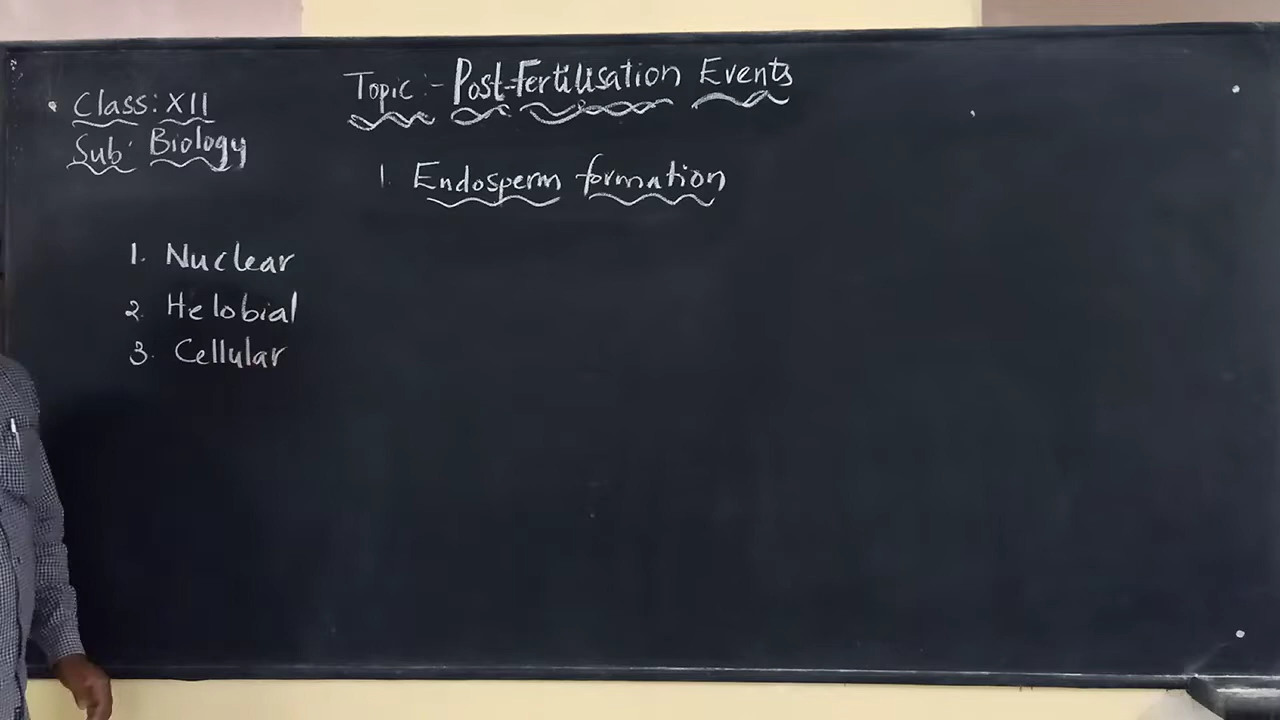 Topic:- Post-Fertilisation Events
Class: XII
Sub: Biology
1. Endosperm formation
1. Nuclear
2. Helobial
3. Cellular